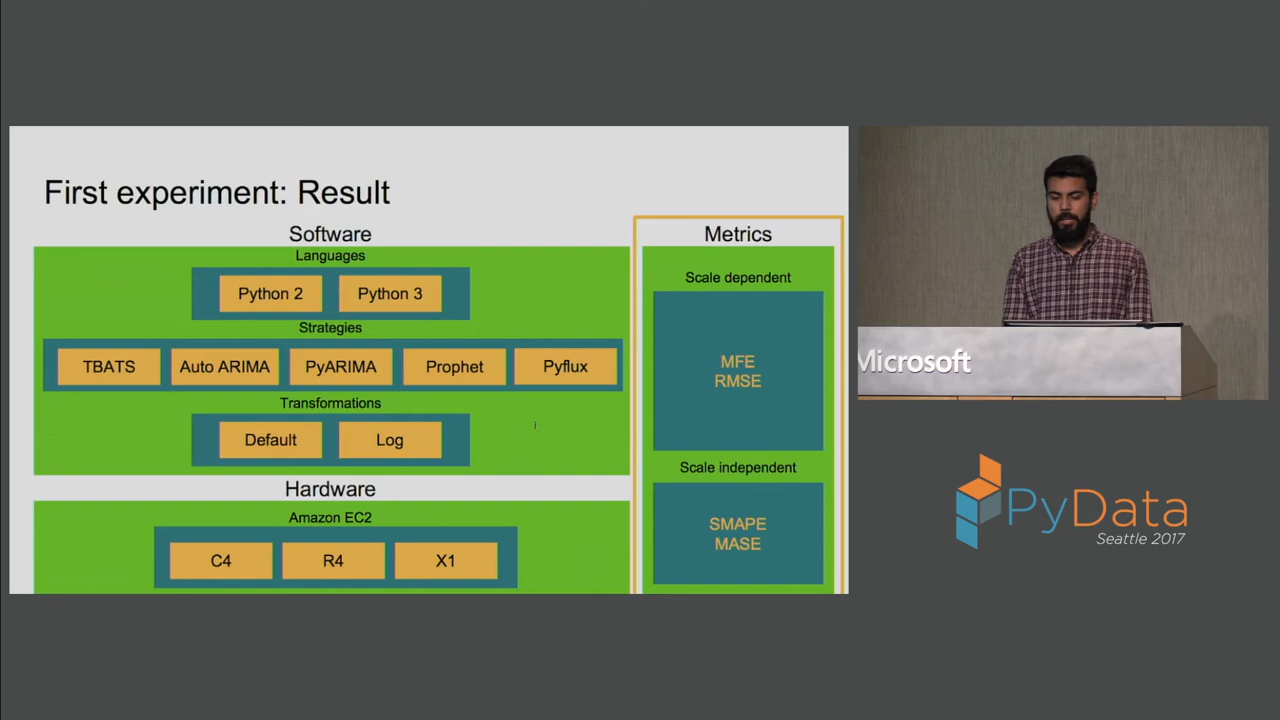 First experiment: Result
Software
Languages
Python 2 Python 3
Strategies
TBATS Auto ARIMA PyARIMA Prophet Pyflux
Transformations
Default Log
Hardware
Amazon EC2
C4 R4 X1
Metrics
Scale dependent
MFE
RMSE
Scale independent
SMAPE
MASE
Microsoft
PyData
Seattle 2017